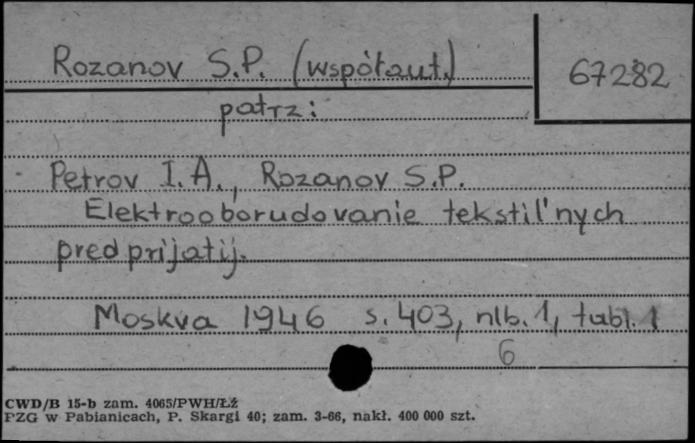 Rozanov S.P. (współaut.)
67282
patrz:
Petrov I.A., Rozanov S.P.
Elektrooborudovanie tekstil'nych
predprijatij.
Moskva 1946 s. 403, nlb. 1, tabl. 1
6
CWD/B 15-b zam. 4065/PWH/Łź
PZG w Pabianicach, P. Skargi 40; zam. 3-66, nakł. 400 000 szt.